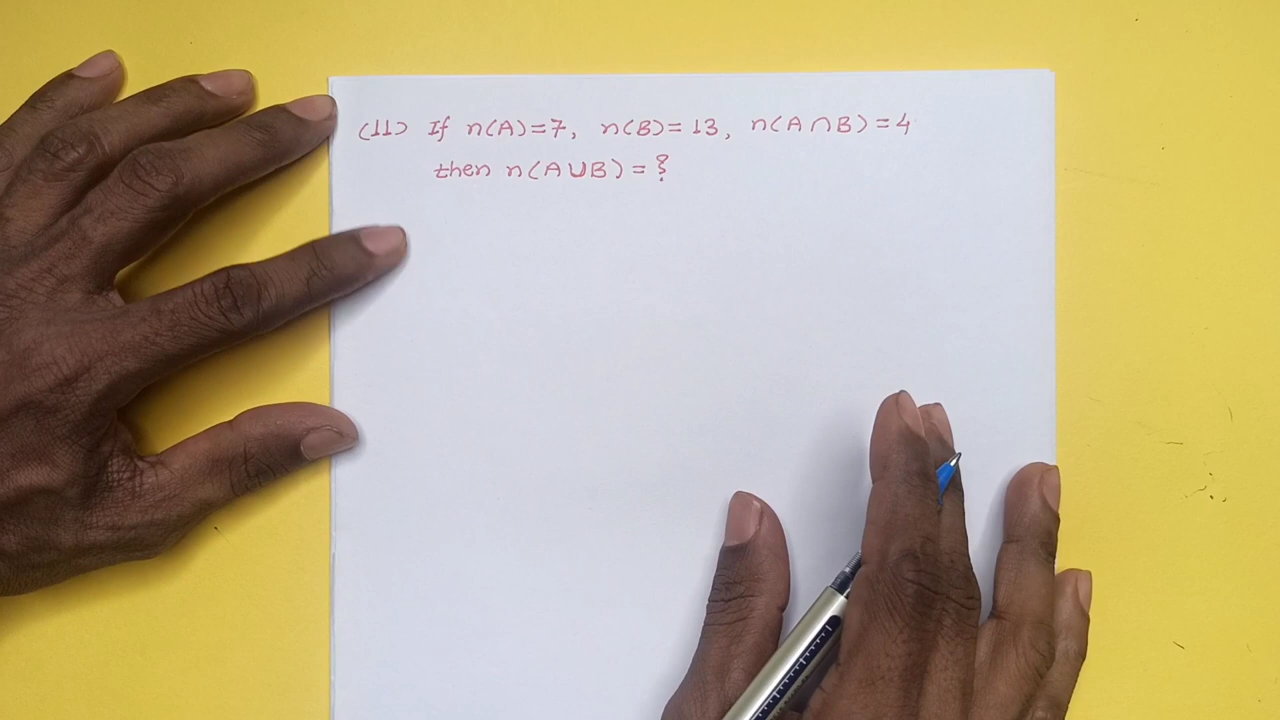 (11) If n(A)=7, n(B)=13, n(A∩B)=4
then n(A∪B)=?